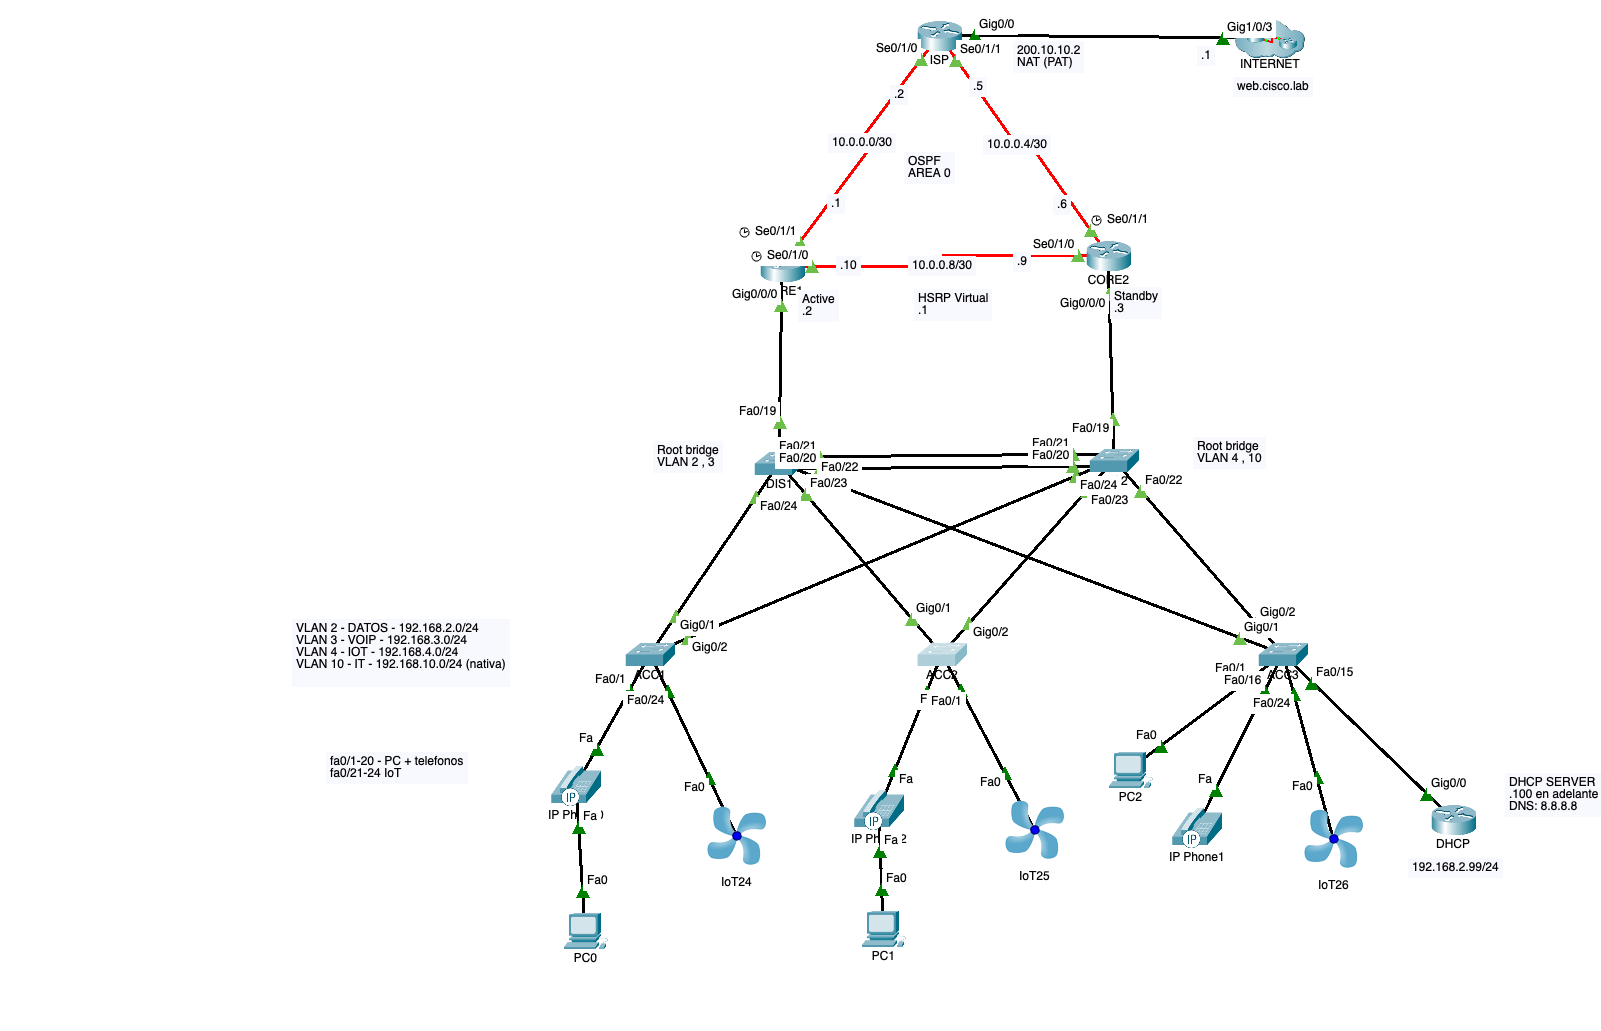 Gig0/0
Gig1/0/3
Se0/1/0
Se0/1/1
ISP
200.10.10.2
NAT (PAT)
.1
INTERNET
web.cisco.lab
.2
.5
10.0.0.0/30
10.0.0.4/30
OSPF
AREA 0
.1
.6
Se0/1/1
Se0/1/1
Se0/1/0
Se0/1/0
.10
10.0.0.8/30
.9
RE1
CORE2
Gig0/0/0
Active
.2
HSRP Virtual
.1
Gig0/0/0
Standby
.3
Fa0/19
Fa0/19
Root bridge
VLAN 2 , 3
Fa0/21
Fa0/20
Fa0/22
Fa0/23
DIS1
Fa0/24
Fa0/21
Fa0/20
Fa0/24
2
Fa0/23
Fa0/22
Root bridge
VLAN 4 , 10
Gig0/1
Gig0/2
Gig0/1
Gig0/2
Gig0/2
Gig0/1
VLAN 2 - DATOS - 192.168.2.0/24
VLAN 3 - VOIP - 192.168.3.0/24
VLAN 4 - IOT - 192.168.4.0/24
VLAN 10 - IT - 192.168.10.0/24 (nativa)
ACC1
Fa0/1
Fa0/24
ACC2
F
Fa0/1
ACC3
Fa0/1
Fa0/16
Fa0/24
Fa0/15
fa0/1-20 - PC + telefonos
fa0/21-24 IoT
Fa
Fa0
Fa
Fa0
Fa0
PC2
Fa
Fa0
Gig0/0
DHCP SERVER
.100 en adelante
DNS: 8.8.8.8
IP
IP Ph
Fa
IP
IP Ph
Fa
2
IP
IP Phone1
DHCP
192.168.2.99/24
IoT24
IoT25
IoT26
Fa0
PC0
Fa0
PC1